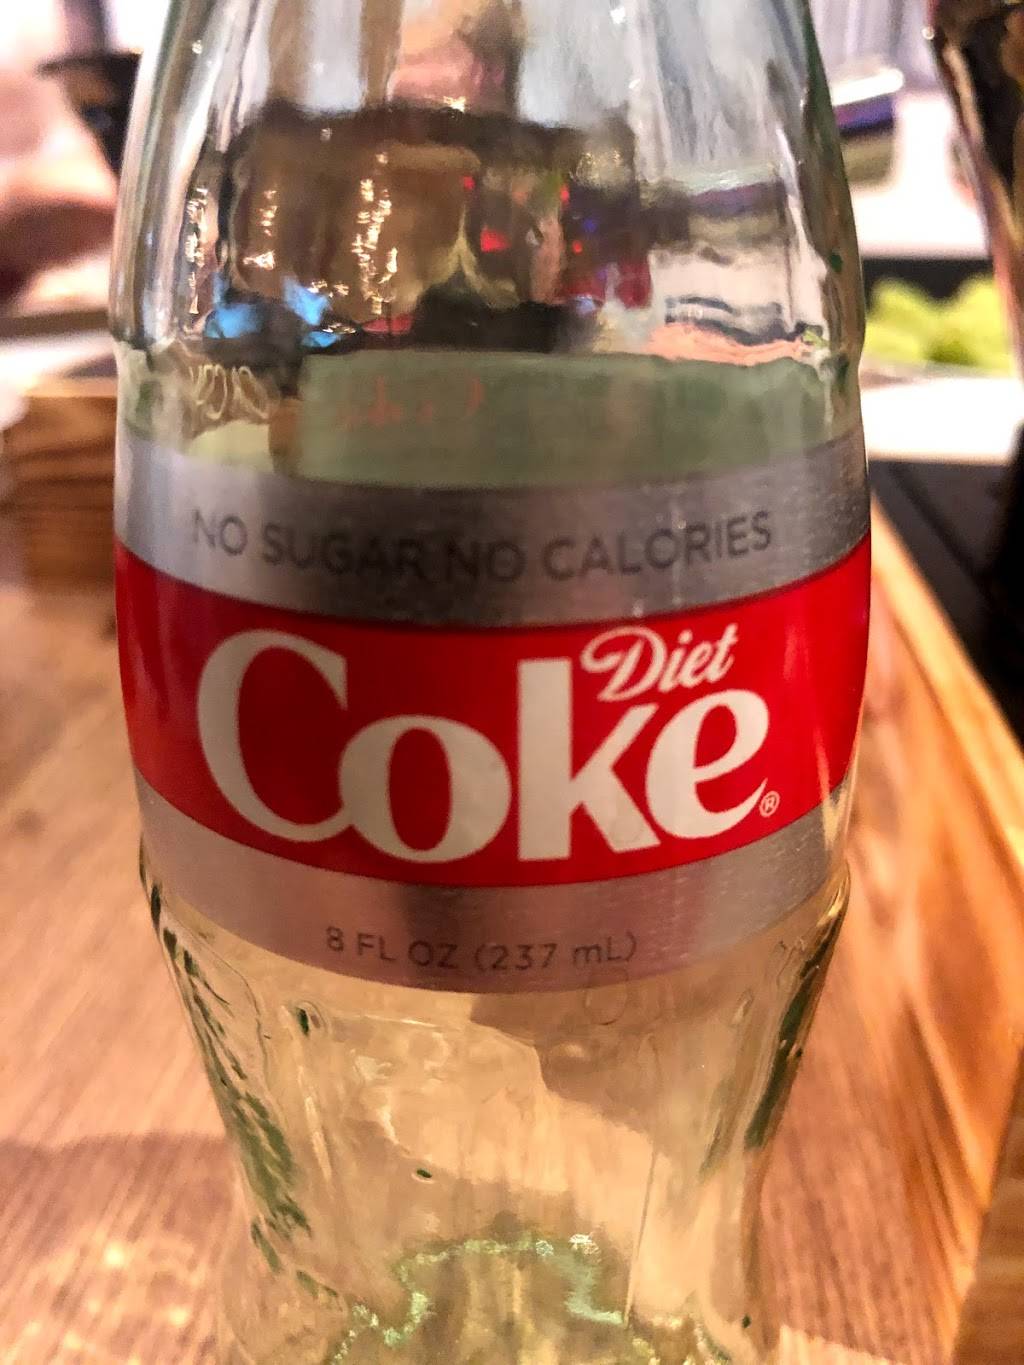 NO SUGAR NO CALORIES
Diet
Coke®
8 FL OZ (237 mL)